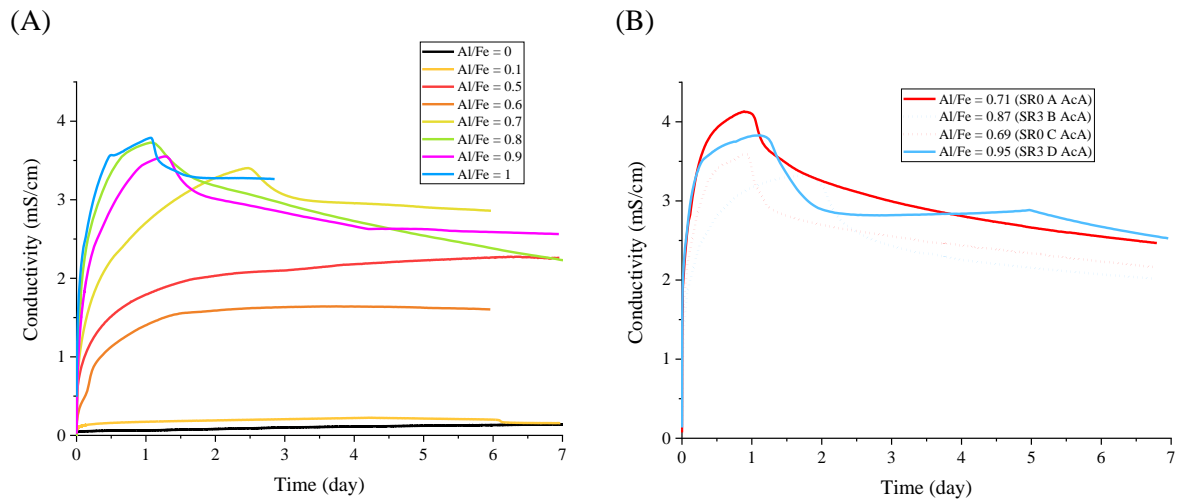 (A)
Al/Fe = 0
Al/Fe = 0.1
Al/Fe = 0.5
Al/Fe = 0.6
Al/Fe = 0.7
Al/Fe = 0.8
Al/Fe = 0.9
Al/Fe = 1
4
3
2
1
0
Conductivity (mS/cm)
0 1 2 3 4 5 6 7
Time (day)
(B)
Al/Fe = 0.71 (SR0 A AcA)
Al/Fe = 0.87 (SR3 B AcA)
Al/Fe = 0.69 (SR0 C AcA)
Al/Fe = 0.95 (SR3 D AcA)
4
3
2
1
0
Conductivity (mS/cm)
0 1 2 3 4 5 6 7
Time (day)